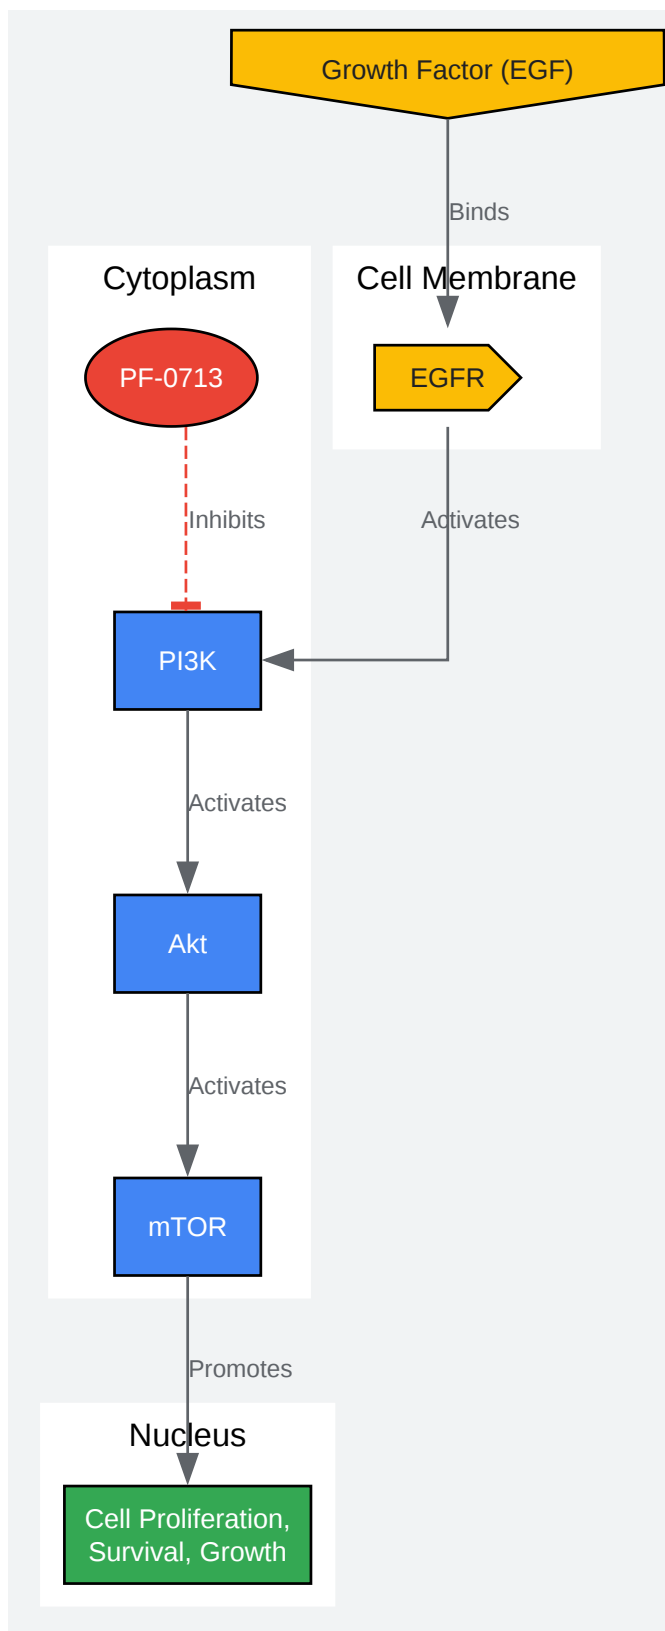 Growth Factor (EGF)
Binds
Cytoplasm
Cell Membrane
PF-0713
EGFR
Inhibits
Activates
PI3K
Activates
Akt
Activates
mTOR
Promotes
Nucleus
Cell Proliferation,
Survival, Growth